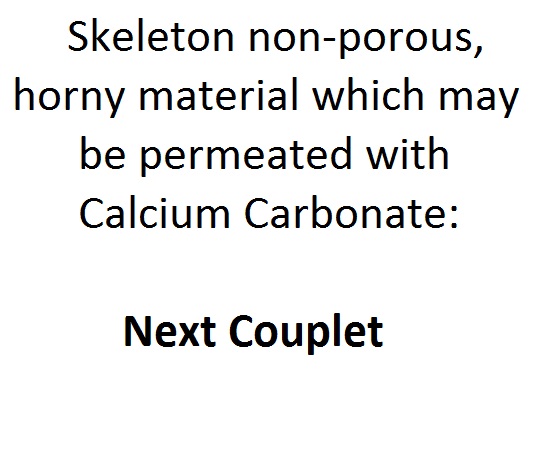 Skeleton non-porous,
horny material which may
be permeated with
Calcium Carbonate:
Next Couplet